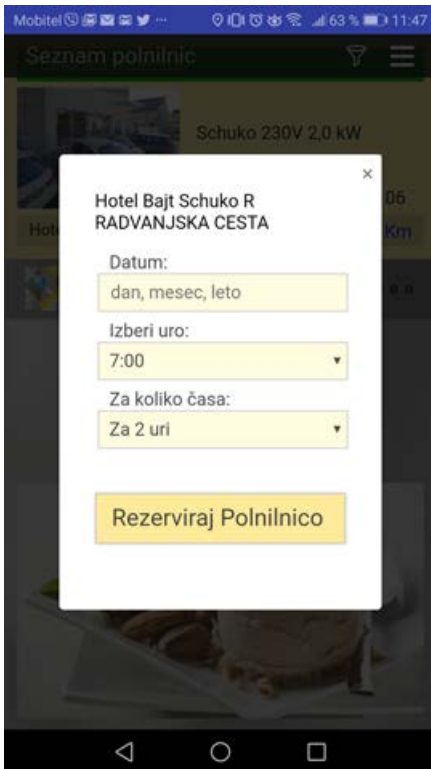 Mobitel ... 63 % 11:47
Seznam polnilnic
Schuko 230V 2,0 kW
×
Hotel Bajt Schuko R
RADVANJSKA CESTA
06
Hote
Km
Datum:
dan, mesec, leto
Izberi uro:
7:00
Za koliko časa:
Za 2 uri
Rezerviraj Polnilnico